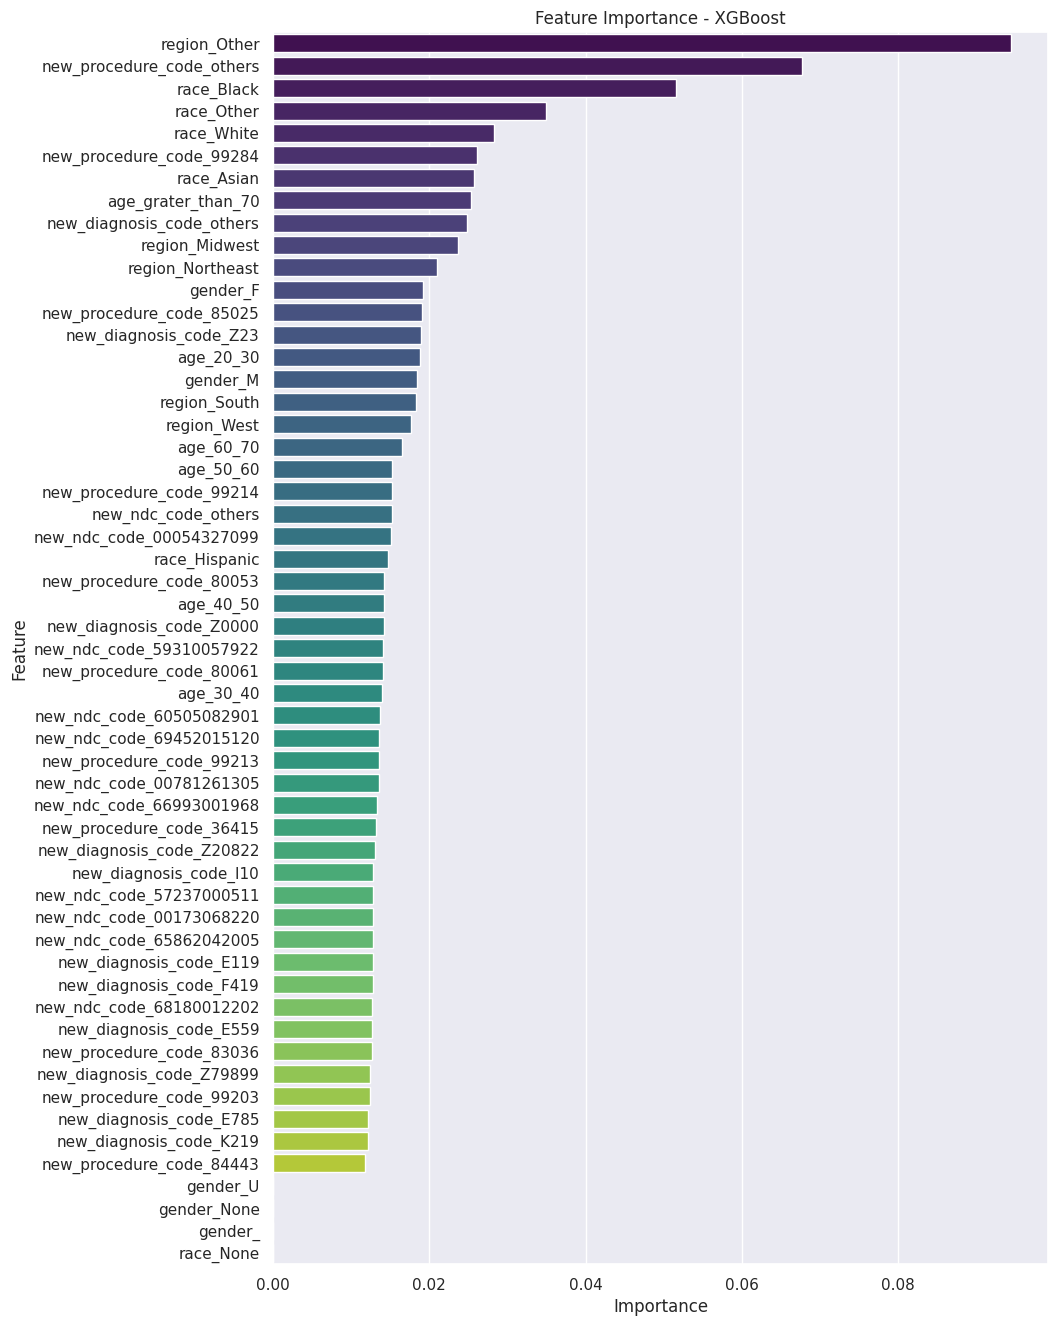 Feature Importance - XGBoost
region_Other
new_procedure_code_others
race_Black
race_Other
race_White
new_procedure_code_99284
race_Asian
age_grater_than_70
new_diagnosis_code_others
region_Midwest
region_Northeast
gender_F
new_procedure_code_85025
new_diagnosis_code_Z23
age_20_30
gender_M
region_South
region_West
age_60_70
age_50_60
new_procedure_code_99214
new_ndc_code_others
new_ndc_code_00054327099
race_Hispanic
new_procedure_code_80053
age_40_50
new_diagnosis_code_Z0000
new_ndc_code_59310057922
new_procedure_code_80061
age_30_40
new_ndc_code_60505082901
new_ndc_code_69452015120
new_procedure_code_99213
new_ndc_code_00781261305
new_ndc_code_66993001968
new_procedure_code_36415
new_diagnosis_code_Z20822
new_diagnosis_code_I10
new_ndc_code_57237000511
new_ndc_code_00173068220
new_ndc_code_65862042005
new_diagnosis_code_E119
new_diagnosis_code_F419
new_ndc_code_68180012202
new_diagnosis_code_E559
new_procedure_code_83036
new_diagnosis_code_Z79899
new_procedure_code_99203
new_diagnosis_code_E785
new_diagnosis_code_K219
new_procedure_code_84443
gender_U
gender_None
gender_
race_None
Feature
0.00 0.02 0.04 0.06 0.08
Importance